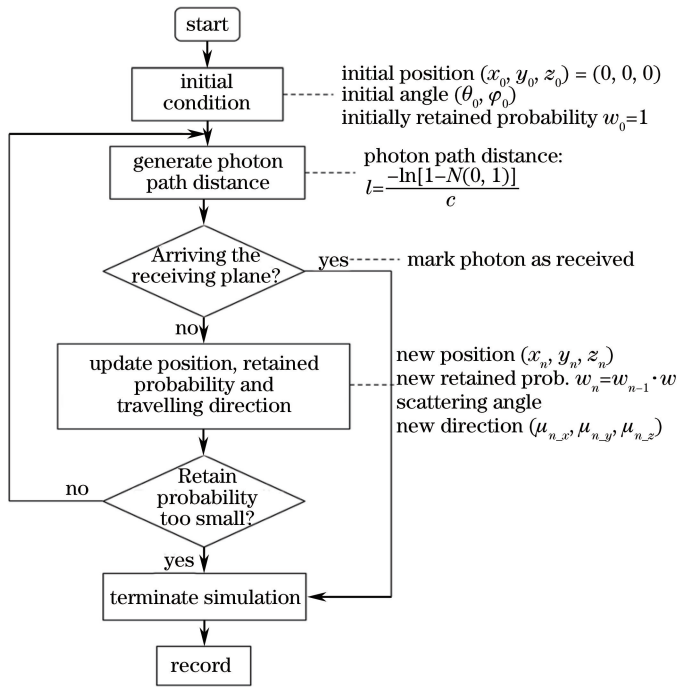 start
initial
condition
initial position (x₀, y₀, z₀) = (0, 0, 0)
initial angle (θ₀, φ₀)
initially retained probability w₀=1
generate photon
path distance
photon path distance:
l=−ln[1−N(0, 1)]/c
Arriving the
receiving plane?
yes
mark photon as received
no
update position, retained
probability and
travelling direction
new position (xₙ, yₙ, zₙ)
new retained prob. wₙ=wₙ₋₁·w
scattering angle
new direction (μₙ_ₓ, μₙ_y, μₙ_z)
Retain
probability
too small?
no
yes
terminate simulation
record